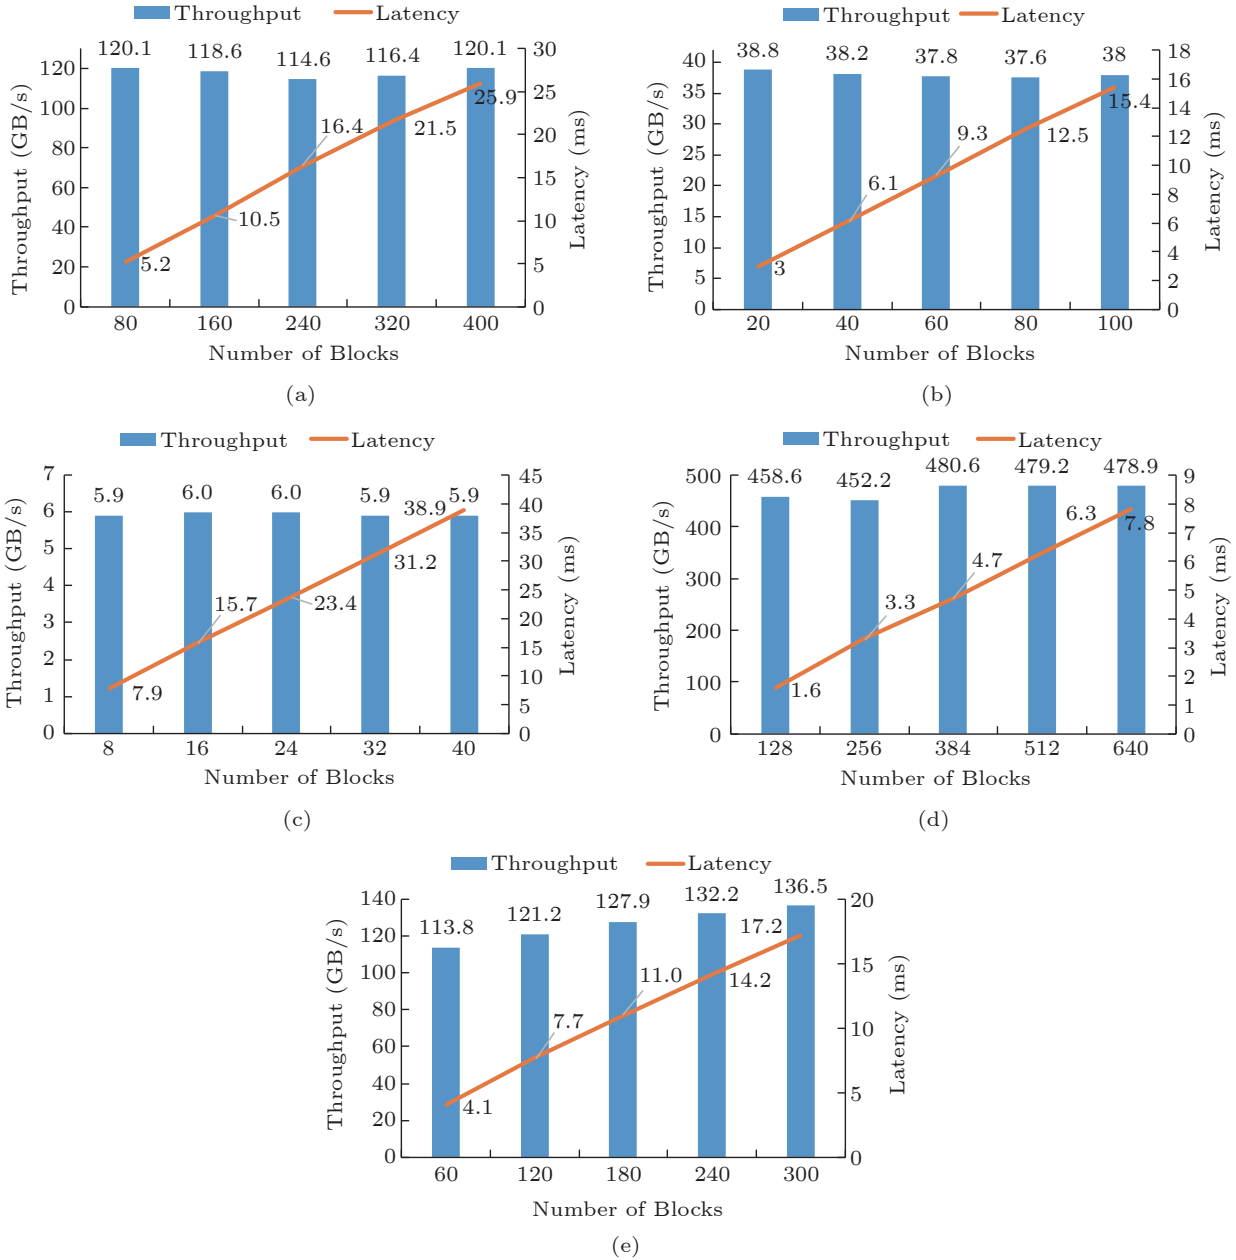 Throughput Latency
120.1 118.6 114.6 116.4 120.1
Throughput (GB/s)
0 20 40 60 80 100 120
5.2 10.5 16.4 21.5 25.9
0 5 10 15 20 25 30
Latency (ms)
80 160 240 320 400
Number of Blocks
(a)
Throughput Latency
38.8 38.2 37.8 37.6 38
Throughput (GB/s)
0 5 10 15 20 25 30 35 40
3 6.1 9.3 12.5 15.4
0 2 4 6 8 10 12 14 16 18
Latency (ms)
20 40 60 80 100
Number of Blocks
(b)
Throughput Latency
5.9 6.0 6.0 5.9 5.9
Throughput (GB/s)
0 1 2 3 4 5 6 7
7.9 15.7 23.4 31.2 38.9
0 5 10 15 20 25 30 35 40 45
Latency (ms)
8 16 24 32 40
Number of Blocks
(c)
Throughput Latency
458.6 452.2 480.6 479.2 478.9
Throughput (GB/s)
0 100 200 300 400 500
1.6 3.3 4.7 6.3 7.8
0 1 2 3 4 5 6 7 8 9
Latency (ms)
128 256 384 512 640
Number of Blocks
(d)
Throughput Latency
113.8 121.2 127.9 132.2 136.5
Throughput (GB/s)
0 20 40 60 80 100 120 140
4.1 7.7 11.0 14.2 17.2
0 5 10 15 20
Latency (ms)
60 120 180 240 300
Number of Blocks
(e)